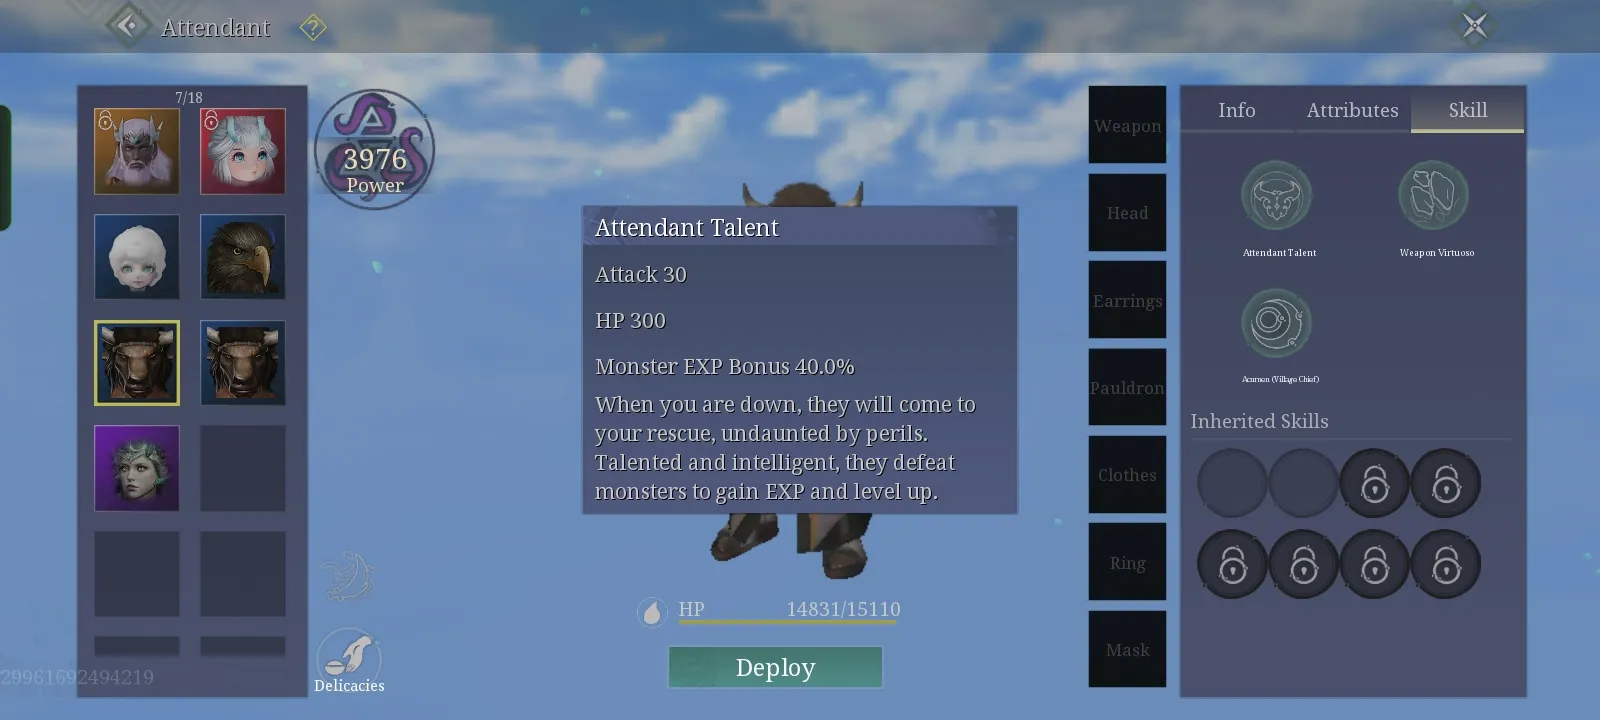 Attendant
?
7/18
3976
Power
Attendant Talent
Attack 30
HP 300
Monster EXP Bonus 40.0%
When you are down, they will come to
your rescue, undaunted by perils.
Talented and intelligent, they defeat
monsters to gain EXP and level up.
HP 14831/15110
Deploy
Delicacies
29961692494219
Weapon
Head
Earrings
Pauldron
Clothes
Ring
Mask
Info Attributes Skill
Attendant Talent Weapon Virtuoso
Acumen (Village Chief)
Inherited Skills